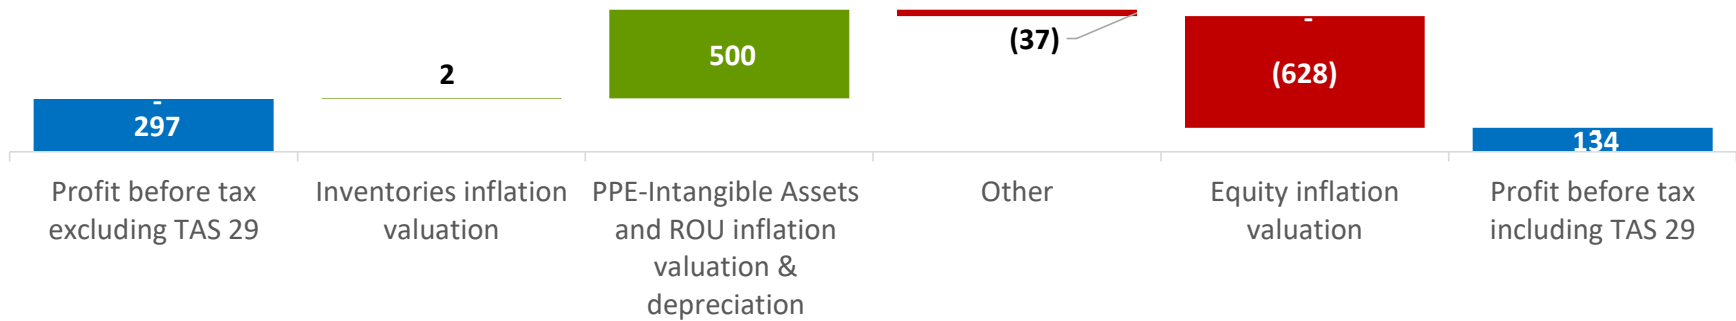 -
297
2
500
(37)
-
(628)
-
134
Profit before tax
excluding TAS 29
Inventories inflation
valuation
PPE-Intangible Assets
and ROU inflation
valuation &
depreciation
Other
Equity inflation
valuation
Profit before tax
including TAS 29